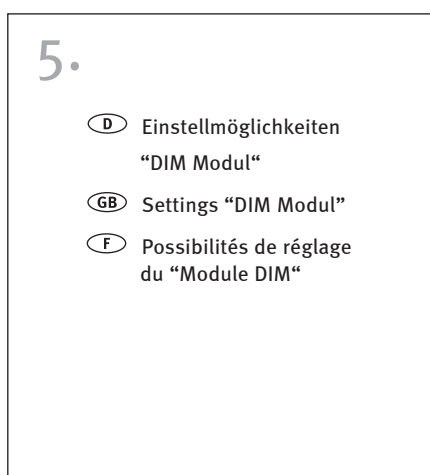 5.
D Einstellmöglichkeiten
“DIM Modul“
GB Settings “DIM Modul”
F Possibilités de réglage
du “Module DIM“